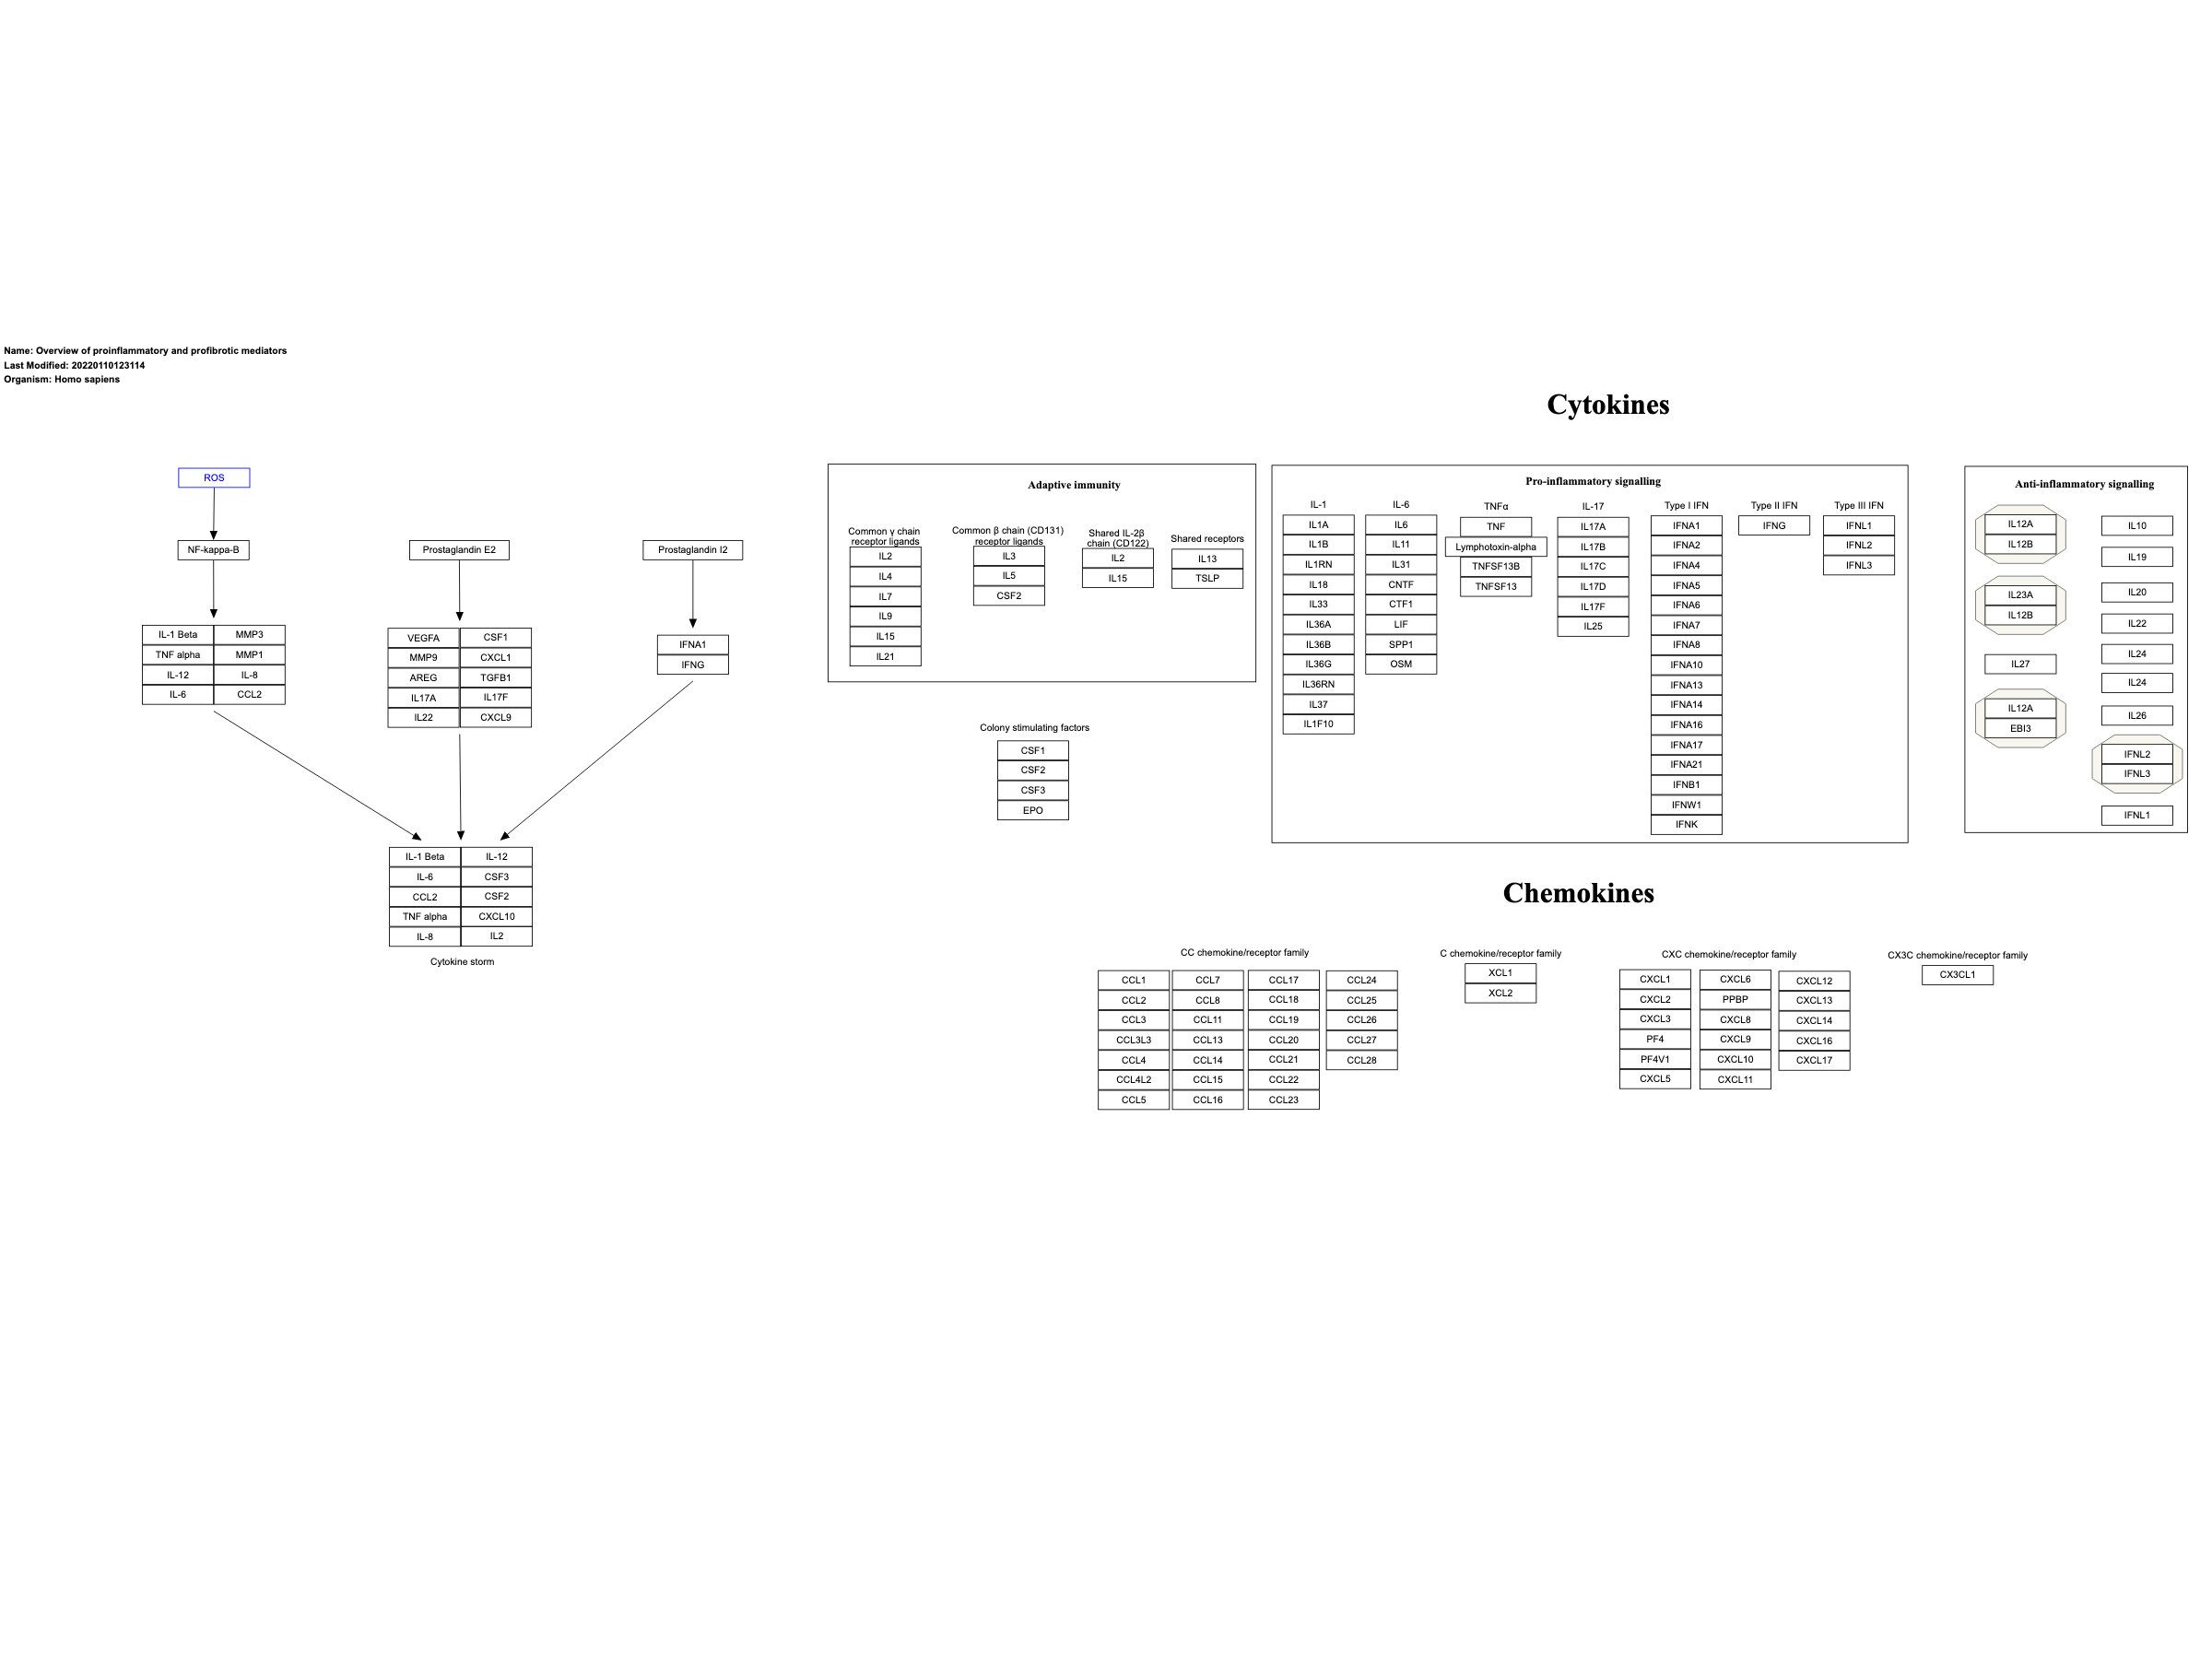 Name: Overview of proinflammatory and profibrotic mediators
Last Modified: 20220110123114
Organism: Homo sapiens
ROS
NF-kappa-B
Prostaglandin E2
Prostaglandin I2
IL-1 Beta
MMP3
TNF alpha
MMP1
IL-12
IL-8
IL-6
CCL2
VEGFA
CSF1
MMP9
CXCL1
AREG
TGFB1
IL17A
IL17F
IL22
CXCL9
IFNA1
IFNG
IL-1 Beta
IL-12
IL-6
CSF3
CCL2
CSF2
TNF alpha
CXCL10
IL-8
IL2
Cytokine storm
Cytokines
Adaptive immunity
Common γ chain
receptor ligands
IL2
IL4
IL7
IL9
IL15
IL21
Common β chain (CD131)
receptor ligands
IL3
IL5
CSF2
Shared IL-2β
chain (CD122)
IL2
IL15
Shared receptors
IL13
TSLP
Colony stimulating factors
CSF1
CSF2
CSF3
EPO
Pro-inflammatory signalling
IL-1
IL1A
IL1B
IL1RN
IL18
IL33
IL36A
IL36B
IL36G
IL36RN
IL37
IL1F10
IL-6
IL6
IL11
IL31
CNTF
CTF1
LIF
SPP1
OSM
TNFα
TNF
Lymphotoxin-alpha
TNFSF13B
TNFSF13
IL-17
IL17A
IL17B
IL17C
IL17D
IL17F
IL25
Type I IFN
IFNA1
IFNA2
IFNA4
IFNA5
IFNA6
IFNA7
IFNA8
IFNA10
IFNA13
IFNA14
IFNA16
IFNA17
IFNA21
IFNB1
IFNW1
IFNK
Type II IFN
IFNG
Type III IFN
IFNL1
IFNL2
IFNL3
Anti-inflammatory signalling
IL12A
IL12B
IL23A
IL12B
IL27
IL12A
EBI3
IL10
IL19
IL20
IL22
IL24
IL24
IL26
IFNL2
IFNL3
IFNL1
Chemokines
CC chemokine/receptor family
CCL1
CCL2
CCL3
CCL3L3
CCL4
CCL4L2
CCL5
CCL7
CCL8
CCL11
CCL13
CCL14
CCL15
CCL16
CCL17
CCL18
CCL19
CCL20
CCL21
CCL22
CCL23
CCL24
CCL25
CCL26
CCL27
CCL28
C chemokine/receptor family
XCL1
XCL2
CXC chemokine/receptor family
CXCL1
CXCL2
CXCL3
PF4
PF4V1
CXCL5
CXCL6
PPBP
CXCL8
CXCL9
CXCL10
CXCL11
CXCL12
CXCL13
CXCL14
CXCL16
CXCL17
CX3C chemokine/receptor family
CX3CL1